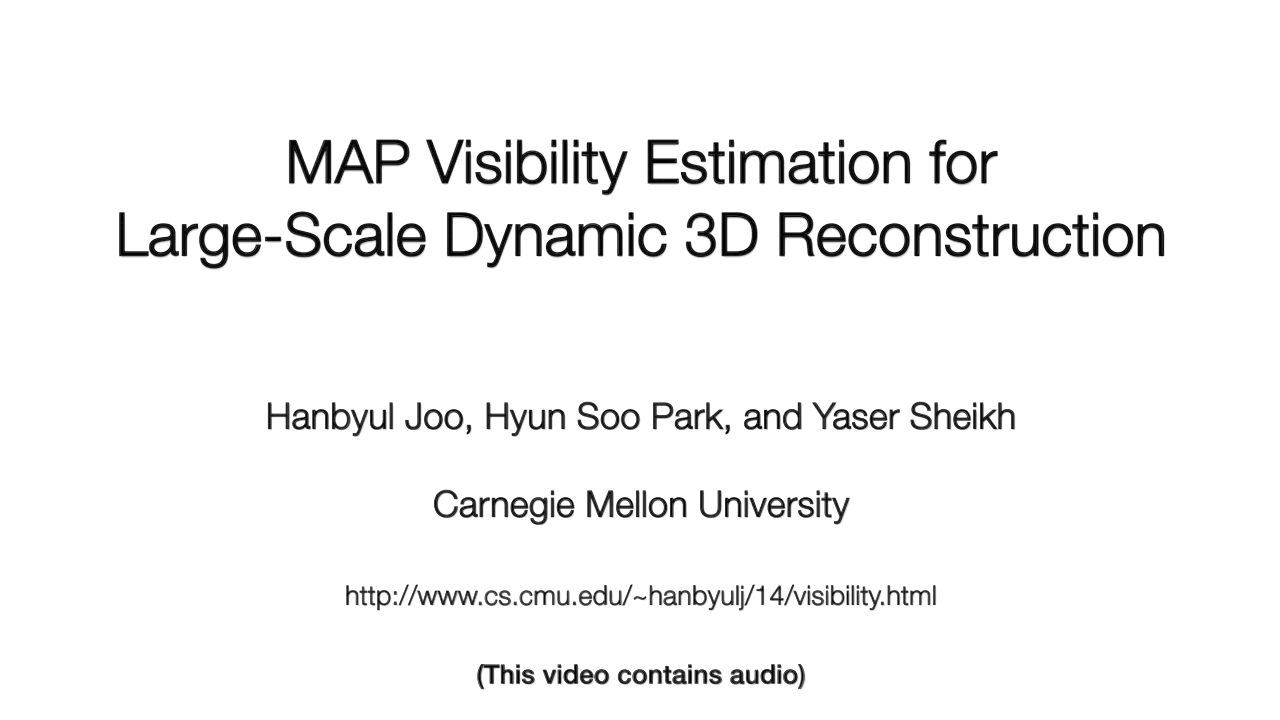 MAP Visibility Estimation for
Large-Scale Dynamic 3D Reconstruction
Hanbyul Joo, Hyun Soo Park, and Yaser Sheikh
Carnegie Mellon University
http://www.cs.cmu.edu/~hanbyulj/14/visibility.html
(This video contains audio)